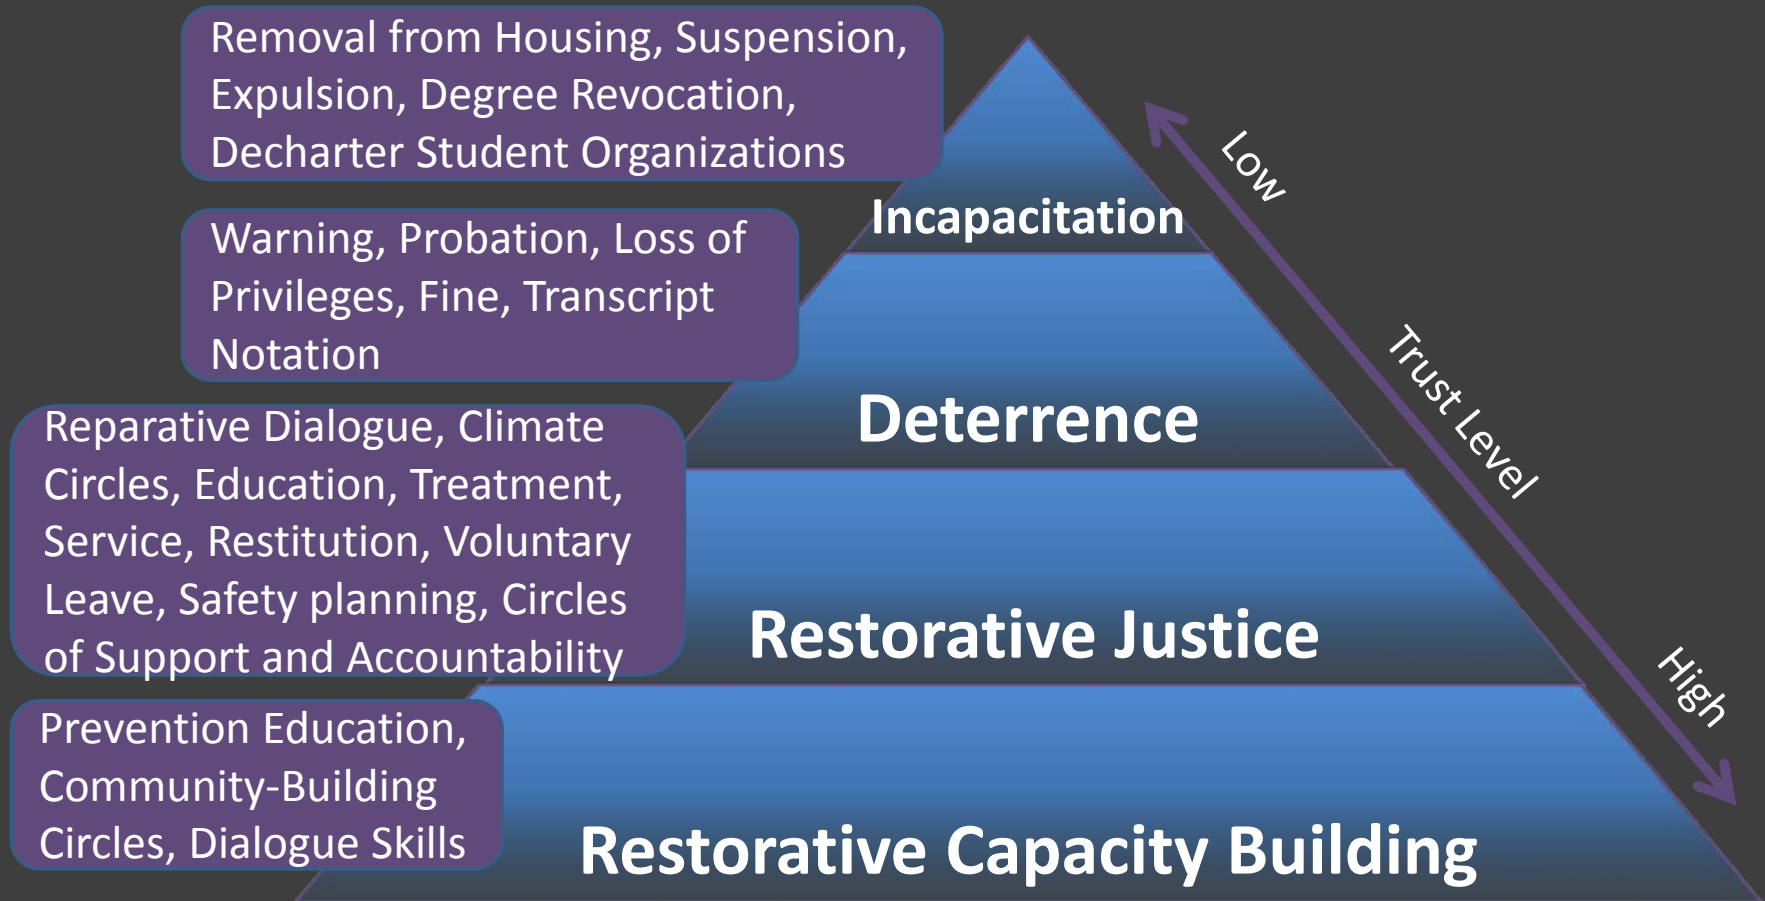 Removal from Housing, Suspension,
Expulsion, Degree Revocation,
Decharter Student Organizations
Low
Incapacitation
Warning, Probation, Loss of
Privileges, Fine, Transcript
Notation
Trust Level
Deterrence
Reparative Dialogue, Climate
Circles, Education, Treatment,
Service, Restitution, Voluntary
Leave, Safety planning, Circles
of Support and Accountability
Restorative Justice
High
Prevention Education,
Community-Building
Circles, Dialogue Skills
Restorative Capacity Building